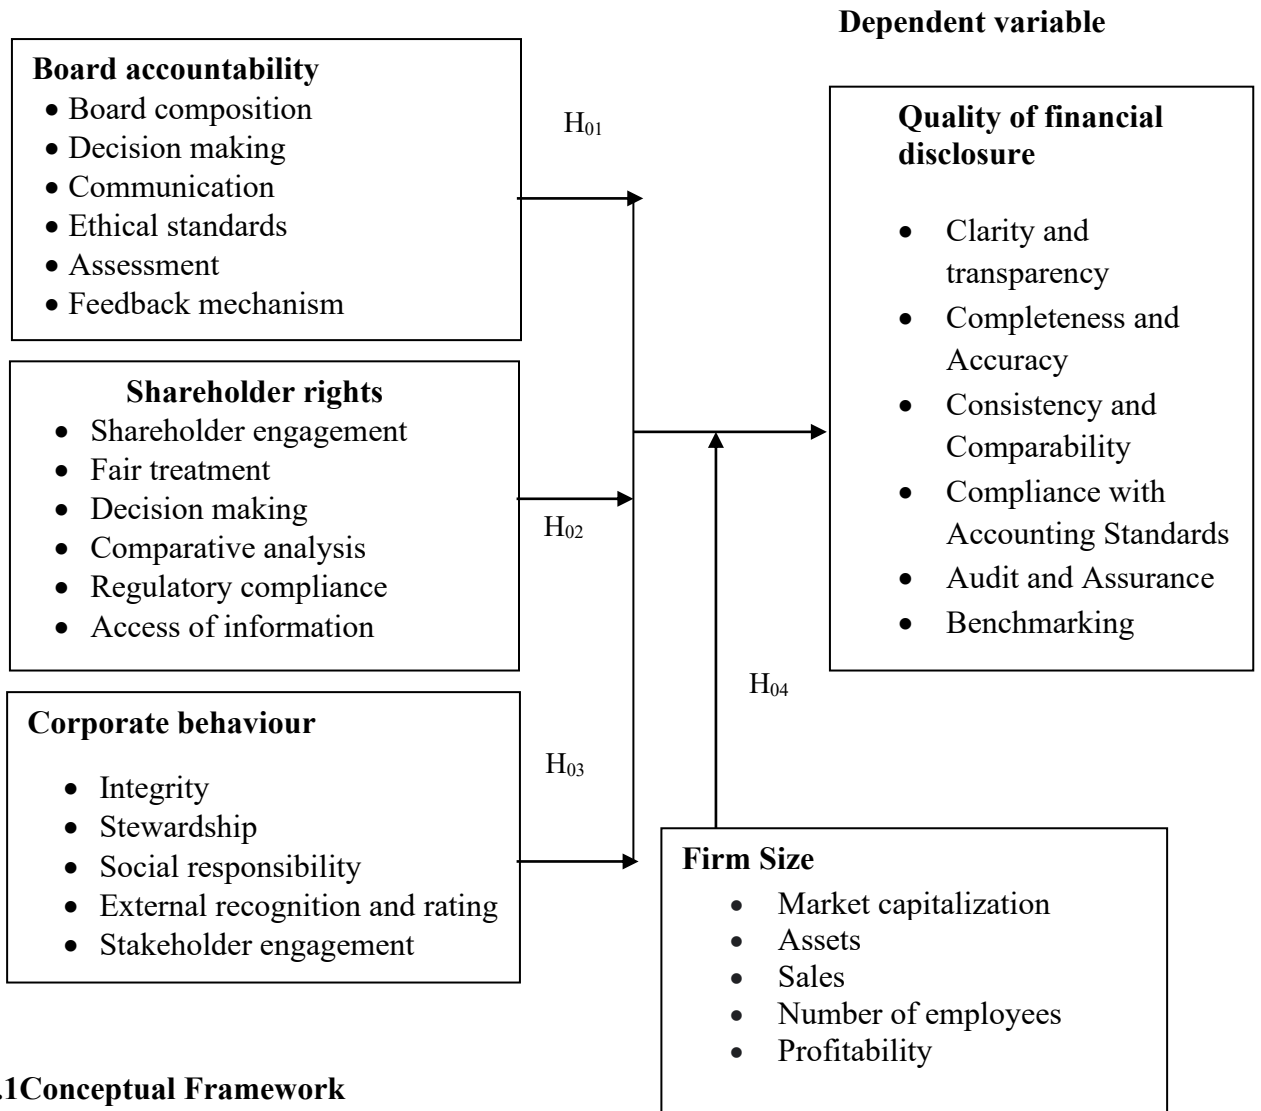 Dependent variable
Board accountability
• Board composition
• Decision making
• Communication
• Ethical standards
• Assessment
• Feedback mechanism
H01
Shareholder rights
• Shareholder engagement
• Fair treatment
• Decision making
• Comparative analysis
• Regulatory compliance
• Access of information
H02
Corporate behaviour
• Integrity
• Stewardship
• Social responsibility
• External recognition and rating
• Stakeholder engagement
H03
Quality of financial
disclosure
• Clarity and
transparency
• Completeness and
Accuracy
• Consistency and
Comparability
• Compliance with
Accounting Standards
• Audit and Assurance
• Benchmarking
H04
Firm Size
• Market capitalization
• Assets
• Sales
• Number of employees
• Profitability
.1Conceptual Framework